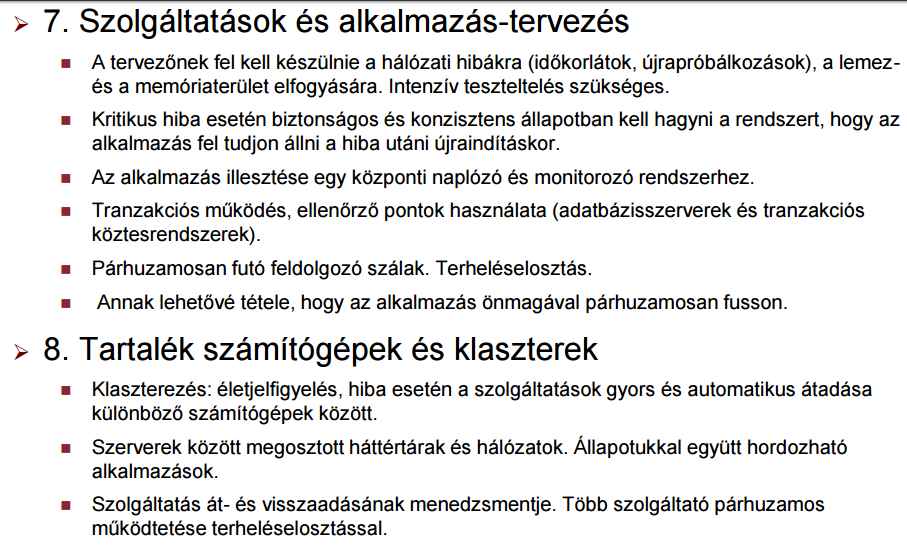 ➢ 7. Szolgáltatások és alkalmazás-tervezés
■ A tervezőnek fel kell készülnie a hálózati hibákra (időkorlátok, újrapróbálkozások), a lemez-
és a memóriaterület elfogyására. Intenzív teszteltelés szükséges.
■ Kritikus hiba esetén biztonságos és konzisztens állapotban kell hagyni a rendszert, hogy az
alkalmazás fel tudjon állni a hiba utáni újraindításkor.
■ Az alkalmazás illesztése egy központi naplózó és monitorozó rendszerhez.
■ Tranzakciós működés, ellenőrző pontok használata (adatbázisszerverek és tranzakciós
köztesrendszerek).
■ Párhuzamosan futó feldolgozó szálak. Terheléselosztás.
■ Annak lehetővé tétele, hogy az alkalmazás önmagával párhuzamosan fusson.
➢ 8. Tartalék számítógépek és klaszterek
■ Klaszterezés: életjelfigyelés, hiba esetén a szolgáltatások gyors és automatikus átadása
különböző számítógépek között.
■ Szerverek között megosztott háttértárak és hálózatok. Állapotukkal együtt hordozható
alkalmazások.
■ Szolgáltatás át- és visszaadásának menedzsmentje. Több szolgáltató párhuzamos
működtetése terheléselosztással.